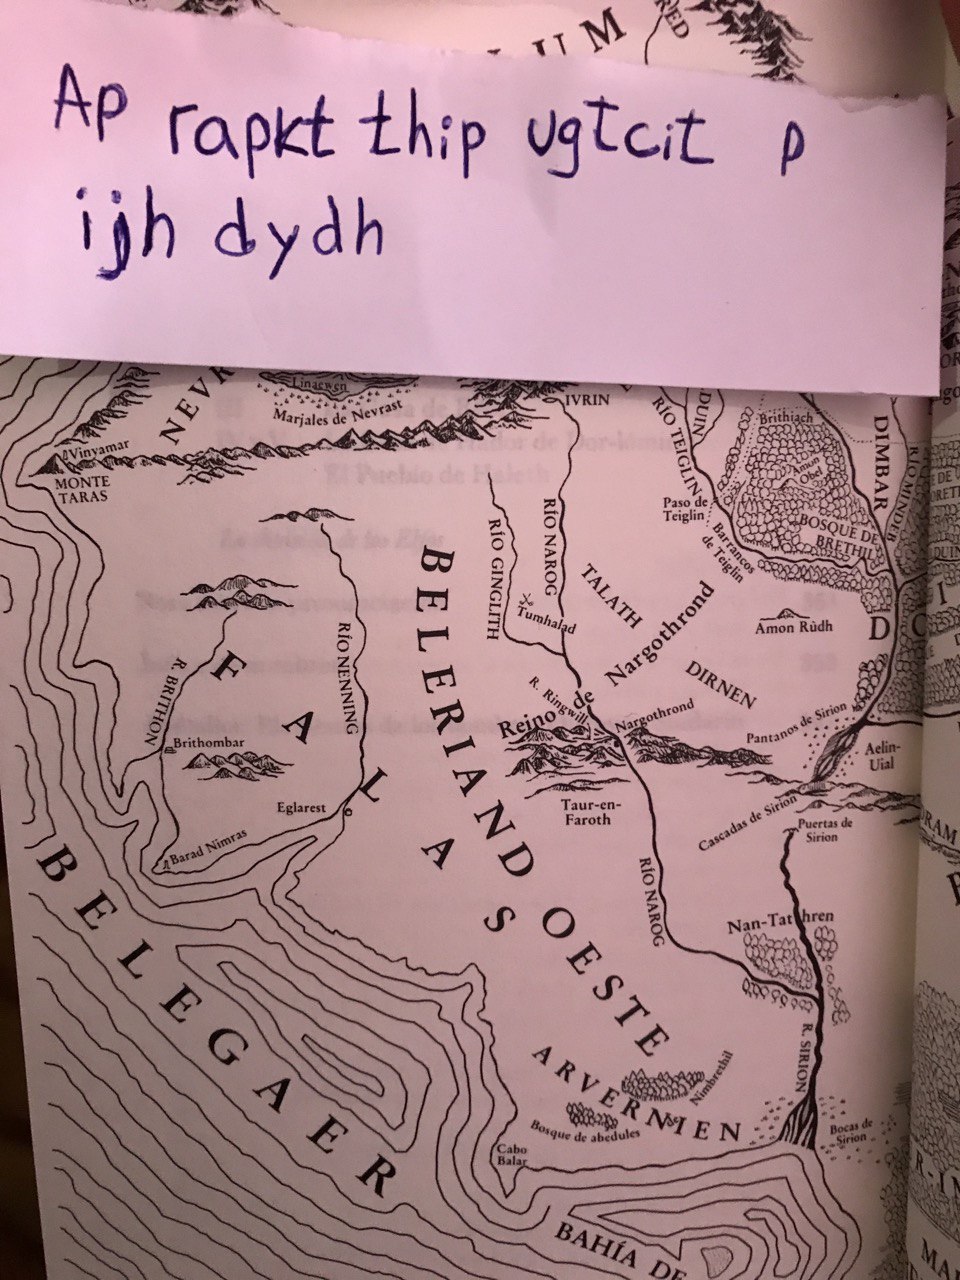 LUM
Ap rapkt thip ugtcit p
ijh dydh
Linaewen
Marjales de Nevrast
IVRIN
Vinyamar
MONTE
TARAS
RÍO TEIGLIN
Brithiach
Amon
Obel
DIMBAR
Paso de
Teiglin
BOSQUE DE
BRETHIL
Barrancos
de Teiglin
RÍO GINGLITH
RÍO NAROG
Tumhalad
TALATH
DIRNEN
Amon Rûdh
BELERIAND OESTE
FALAS
RÍO NENNING
R. BRITHON
Brithombar
Eglarest
Barad Nimras
R. Ringwil
Reino de Nargothrond
Nargothrond
Pantanos de Sirion
Aelin-
Uial
Taur-en-
Faroth
Cascadas de Sirion
Puertas de
Sirion
RÍO NAROG
Nan-Tathren
R. SIRION
BELEGAER
ARVERNIEN
Nimbrethil
Bosque de abedules
Bocas de
Sirion
Cabo
Balar
BAHÍA DE